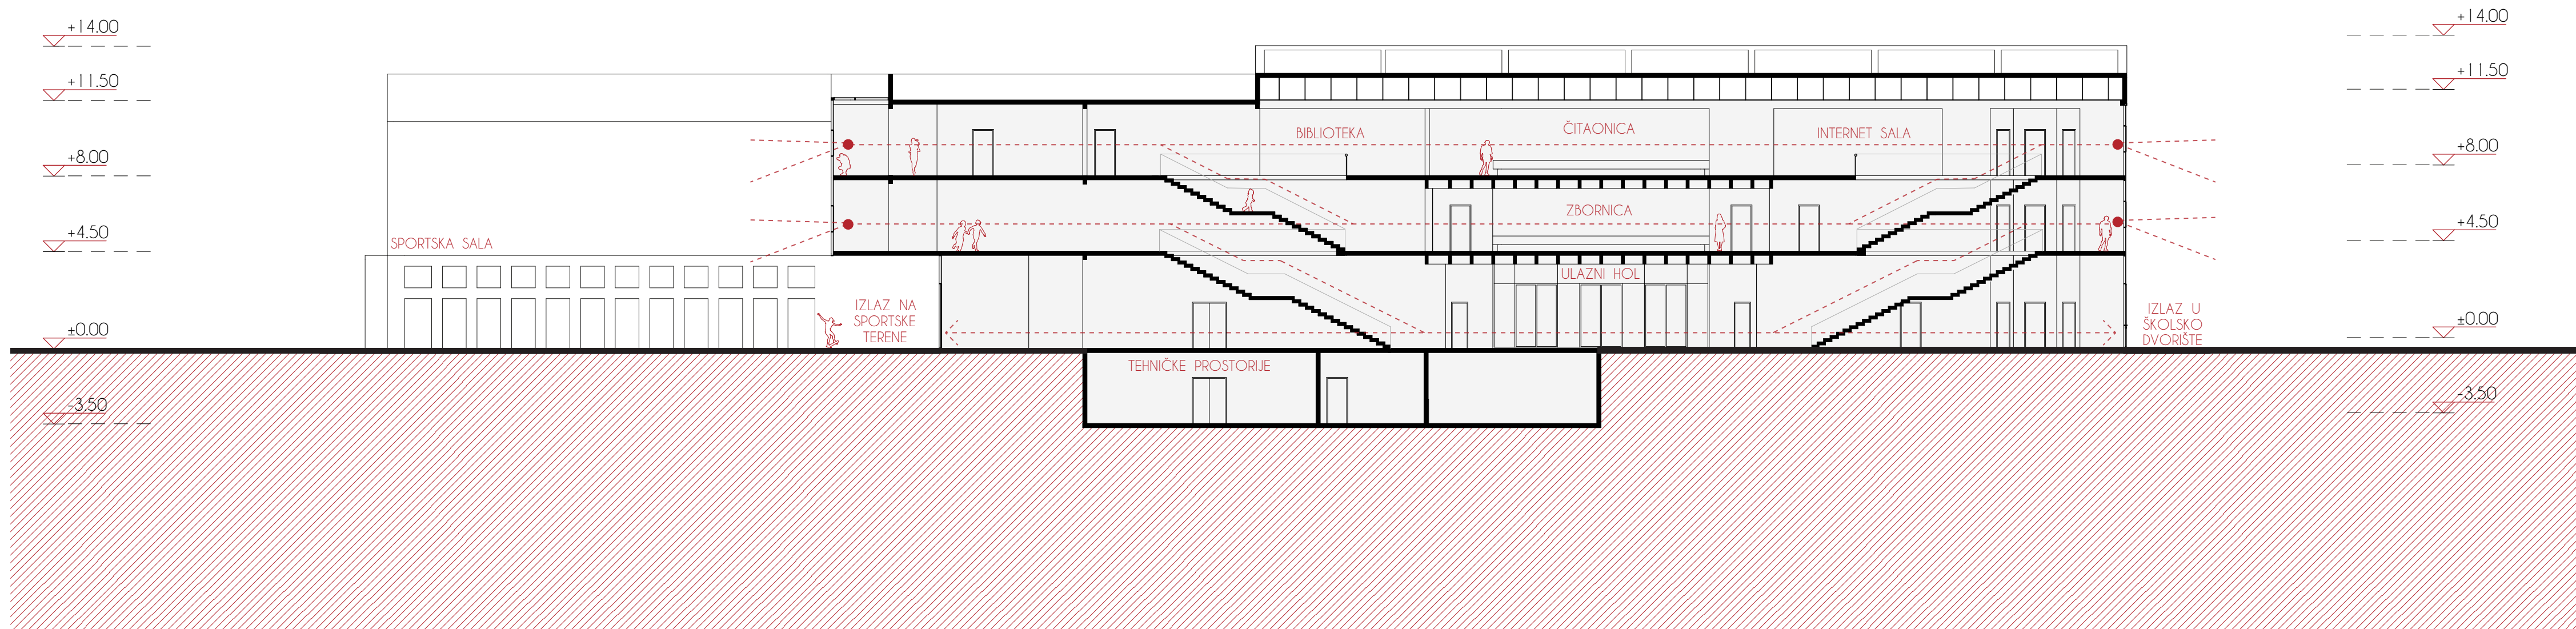 +14.00
+14.00
+11.50
+11.50
BIBLIOTEKA
ČITAONICA
INTERNET SALA
+8.00
+8.00
ZBORNICA
+4.50
+4.50
SPORTSKA SALA
ULAZNI HOL
IZLAZ NA
SPORTSKE
TERENE
IZLAZ U
ŠKOLSKO
DVORIŠTE
±0.00
±0.00
TEHNIČKE PROSTORIJE
-3.50
-3.50